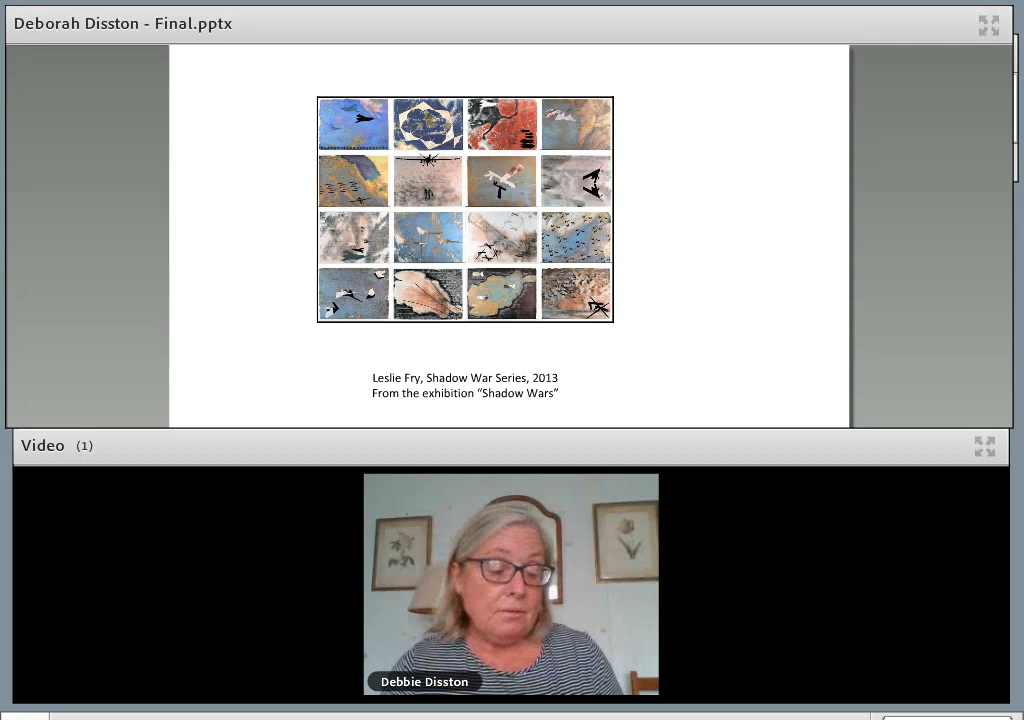 Deborah Disston - Final.pptx
Leslie Fry, Shadow War Series, 2013
From the exhibition “Shadow Wars”
Video (1)
Debbie Disston